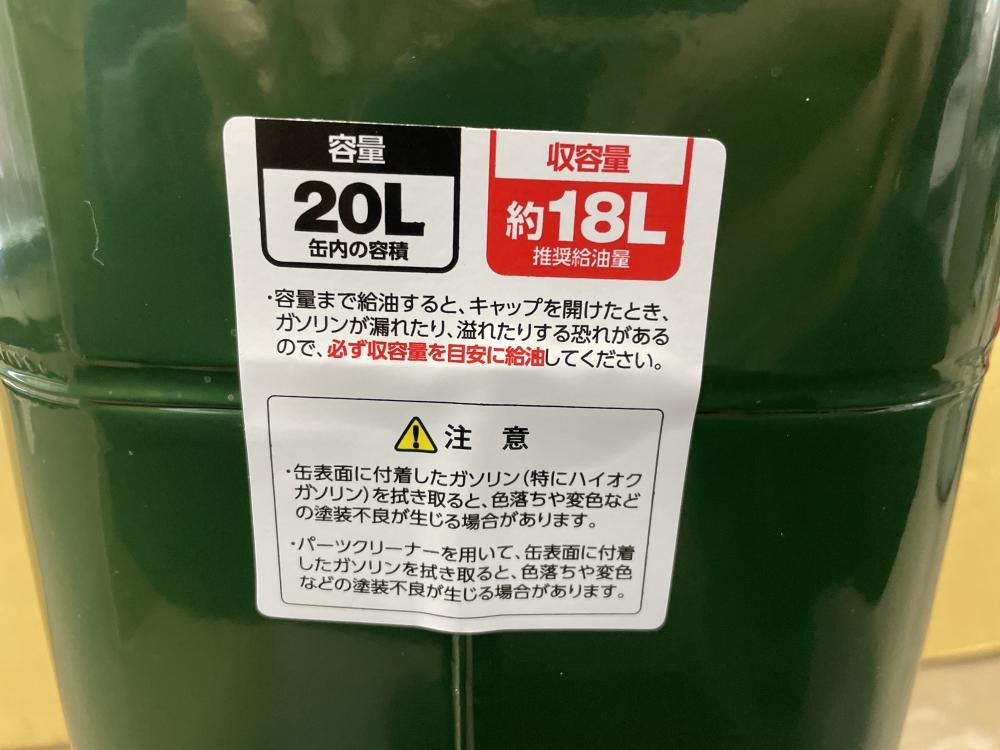 容量
20L
缶内の容積
収容量
約18L
推奨給油量
・容量まで給油すると、キャップを開けたとき、
ガソリンが漏れたり、溢れたりする恐れがある
ので、必ず収容量を目安に給油してください。
注 意
・缶表面に付着したガソリン(特にハイオク
ガソリン)を拭き取ると、色落ちや変色など
の塗装不良が生じる場合があります。
・パーツクリーナーを用いて、缶表面に付着
したガソリンを拭き取ると、色落ちや変色
などの塗装不良が生じる場合があります。